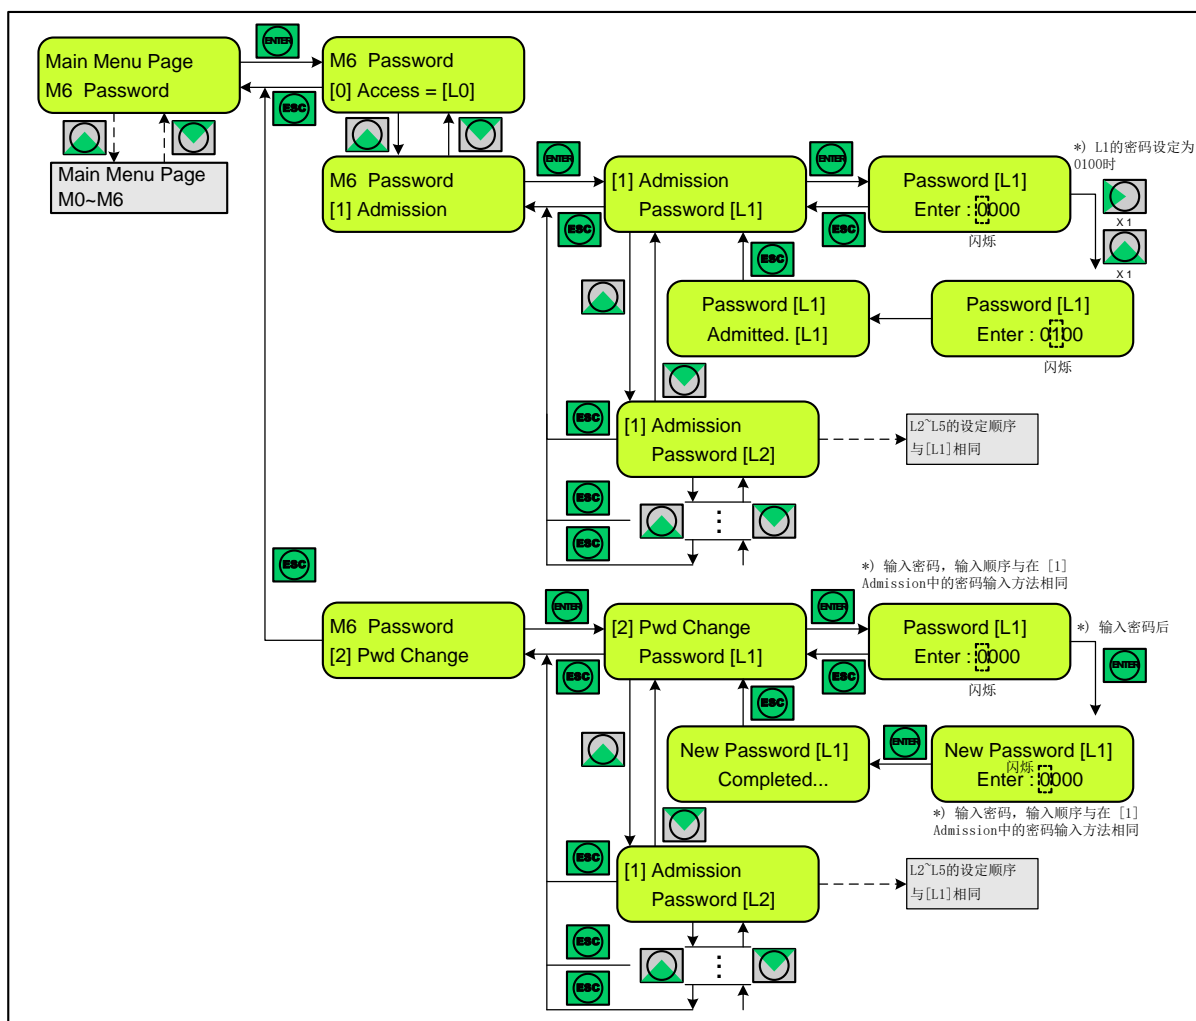 ENTER
Main Menu Page
M6  Password
M6  Password
[0] Access = [L0]
ESC
Main Menu Page
M0~M6
M6  Password
[1] Admission
ENTER
ESC
[1] Admission
Password [L1]
ENTER
ESC
Password [L1]
Enter : 0000
闪烁
*) L1的密码设定为
0100时
X 1
X 1
ESC
Password [L1]
Admitted. [L1]
Password [L1]
Enter : 0100
闪烁
ESC
[1] Admission
Password [L2]
L2~L5的设定顺序
与[L1]相同
ESC
ESC
ESC
*) 输入密码，输入顺序与在 [1]
Admission中的密码输入方法相同
M6  Password
[2] Pwd Change
ENTER
ESC
[2] Pwd Change
Password [L1]
ENTER
ESC
Password [L1]
Enter : 0000
闪烁
*) 输入密码后
ENTER
ESC
New Password [L1]
Completed...
ENTER
New Password [L1]
闪烁
Enter : 0000
*) 输入密码，输入顺序与在 [1]
Admission中的密码输入方法相同
ESC
[1] Admission
Password [L2]
L2~L5的设定顺序
与[L1]相同
ESC
ESC